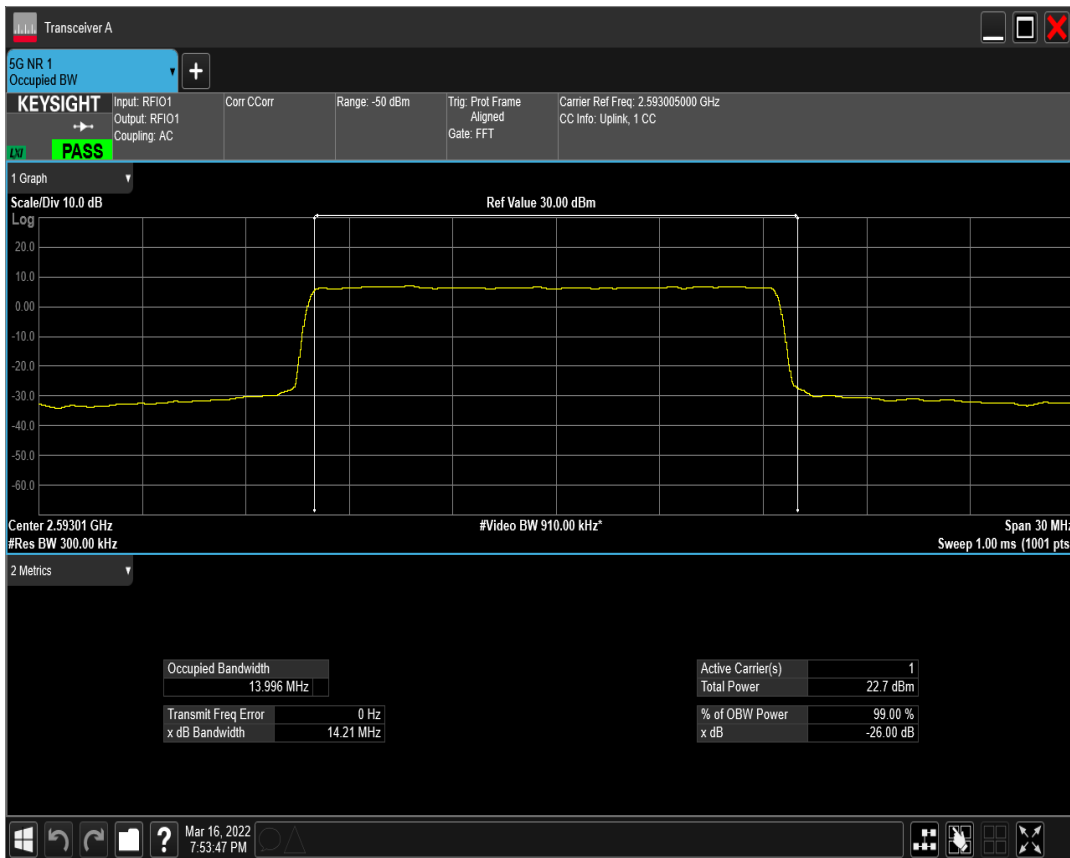 Transceiver A
5G NR 1
Occupied BW
+
KEYSIGHT
LXI
PASS
Input: RFIO1
Output: RFIO1
Coupling: AC
Corr CCorr
Range: -50 dBm
Trig: Prot Frame
Aligned
Gate: FFT
Carrier Ref Freq: 2.593005000 GHz
CC Info: Uplink, 1 CC
1 Graph
Scale/Div 10.0 dB
Ref Value 30.00 dBm
Log
20.0
10.0
0.00
-10.0
-20.0
-30.0
-40.0
-50.0
-60.0
Center 2.59301 GHz
#Video BW 910.00 kHz*
Span 30 MHz
#Res BW 300.00 kHz
Sweep 1.00 ms (1001 pts
2 Metrics
Occupied Bandwidth
13.996 MHz
Transmit Freq Error 0 Hz
x dB Bandwidth 14.21 MHz
Active Carrier(s) 1
Total Power 22.7 dBm
% of OBW Power 99.00 %
x dB -26.00 dB
?
Mar 16, 2022
7:53:47 PM